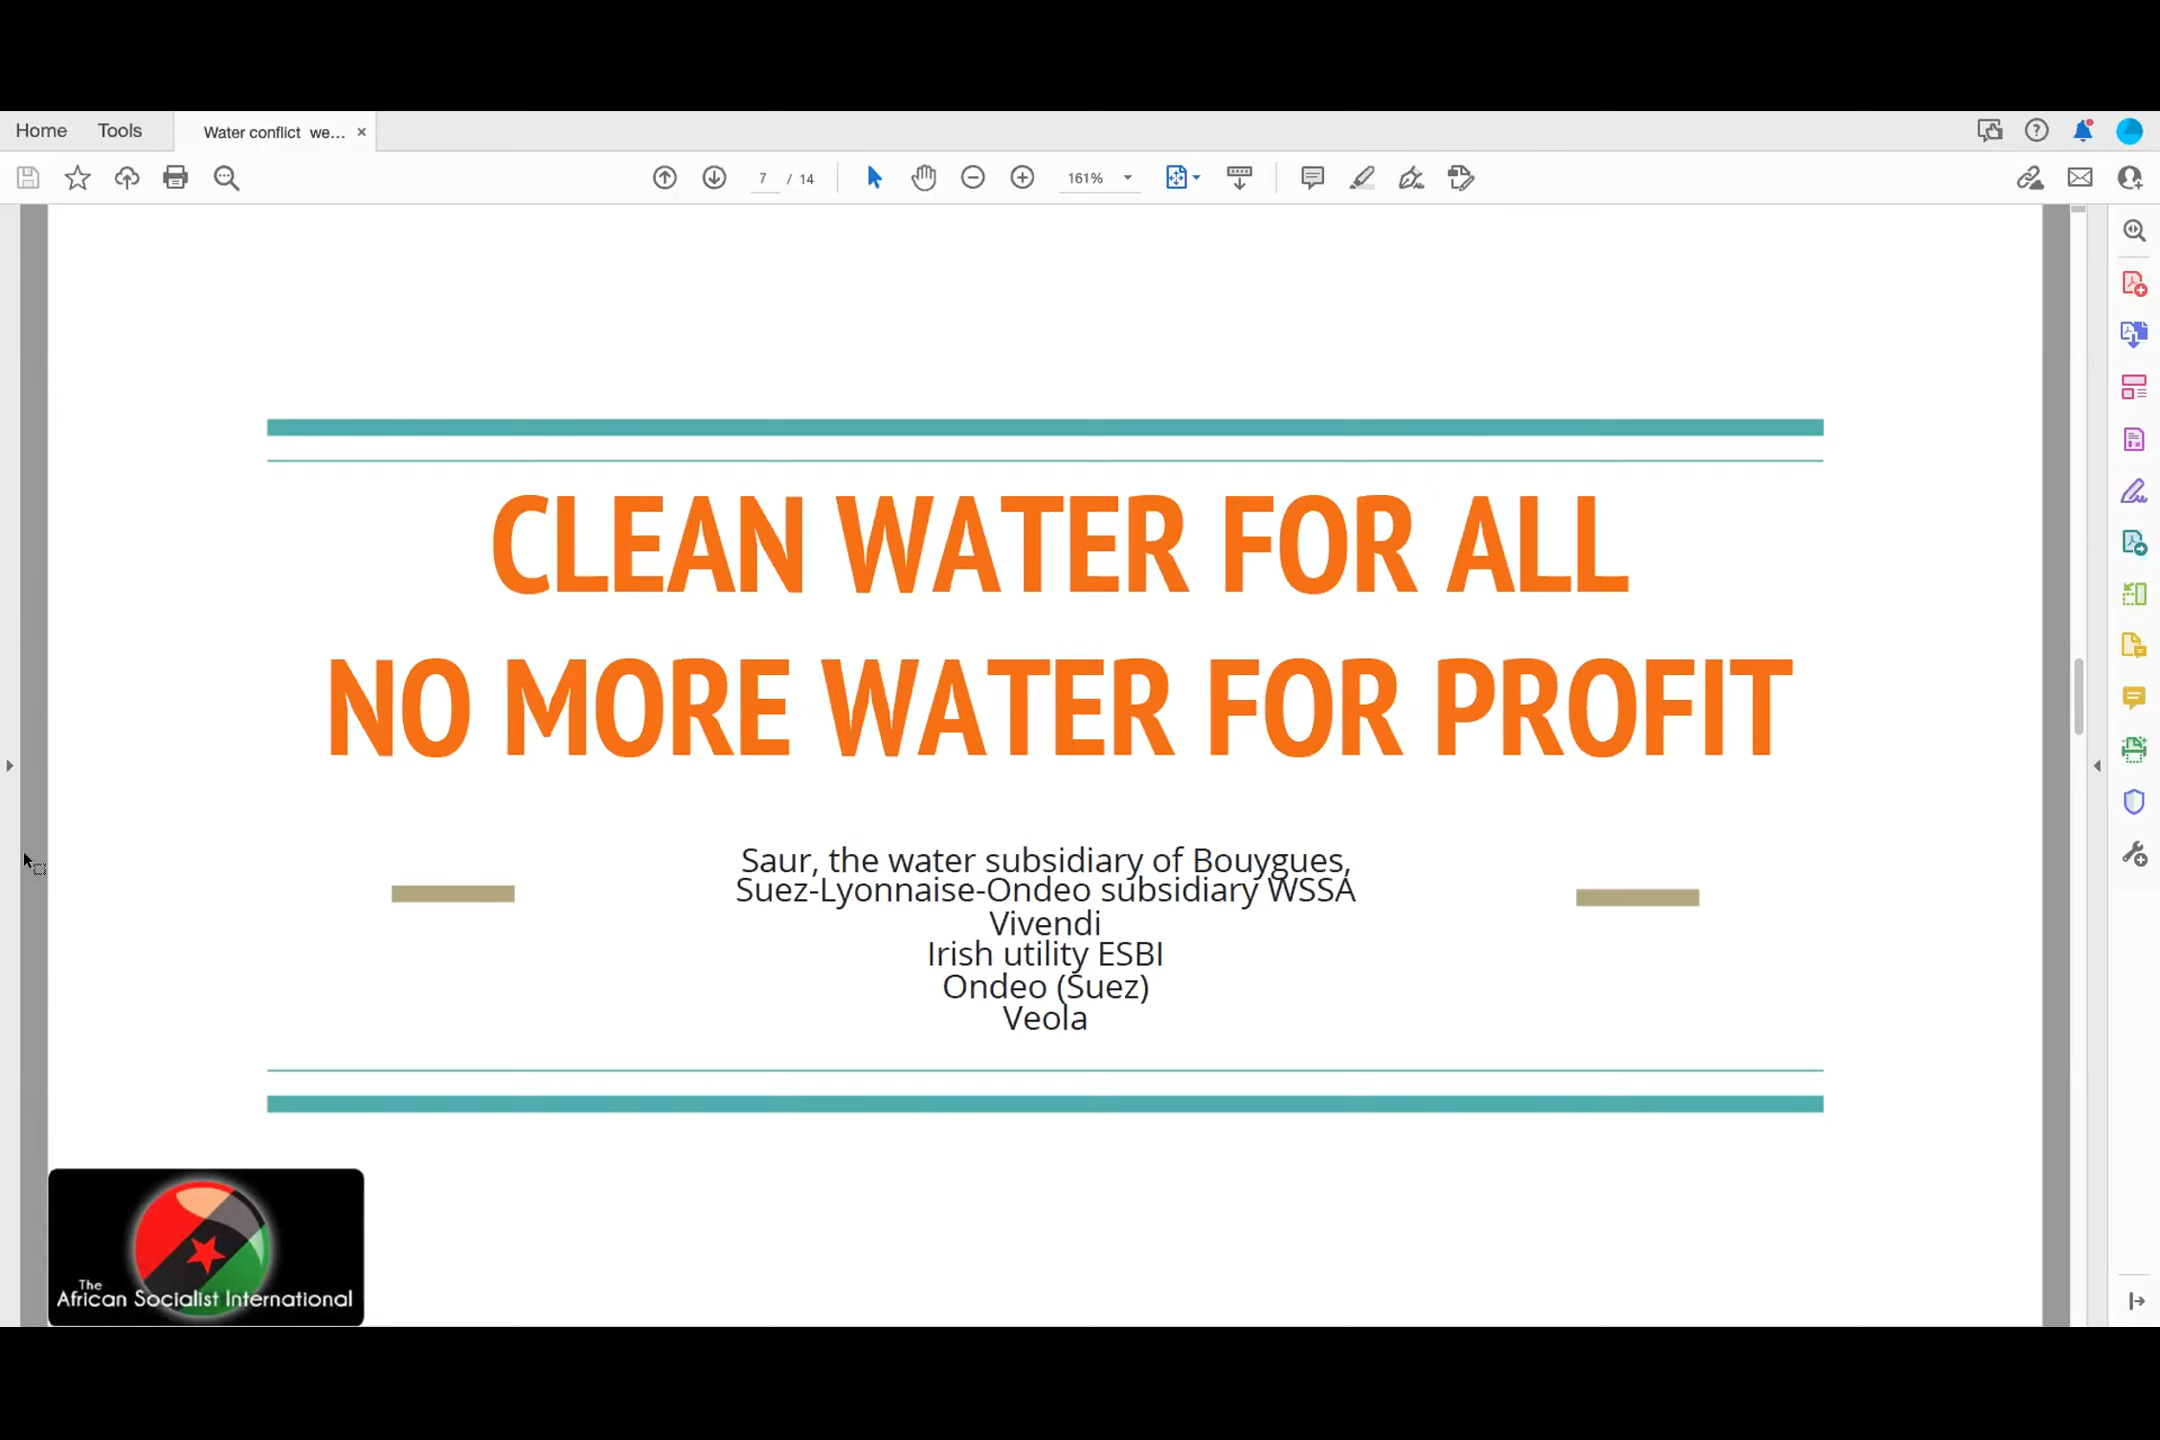 Home Tools Water conflict we... ×
7 / 14 161%
CLEAN WATER FOR ALL
NO MORE WATER FOR PROFIT
Saur, the water subsidiary of Bouygues,
Suez-Lyonnaise-Ondeo subsidiary WSSA
Vivendi
Irish utility ESBI
Ondeo (Suez)
Veola
The
African Socialist International